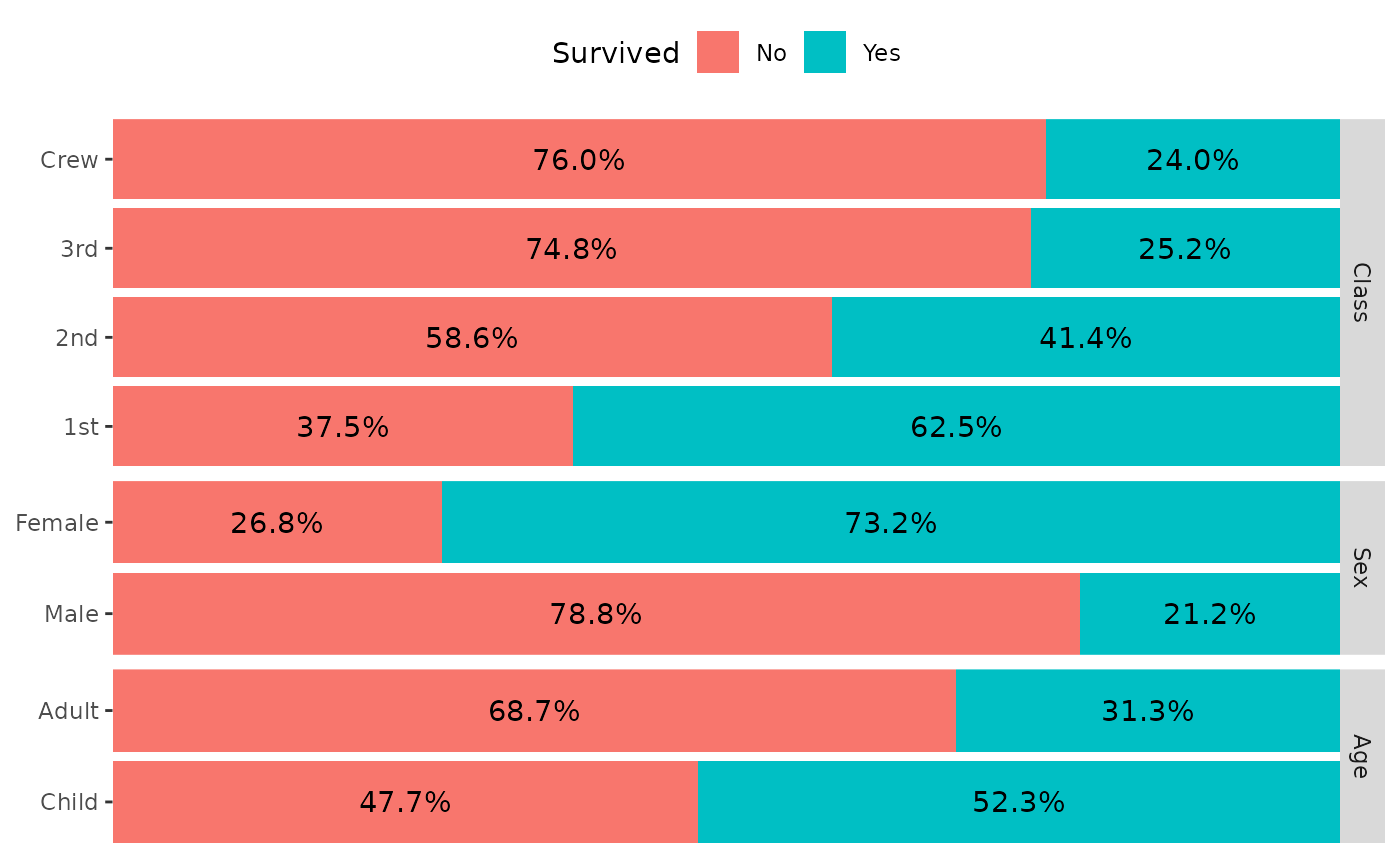 Survived No Yes
Crew 76.0% 24.0%
3rd 74.8% 25.2%
2nd 58.6% 41.4%
1st 37.5% 62.5%
Class
Female 26.8% 73.2%
Male 78.8% 21.2%
Sex
Adult 68.7% 31.3%
Child 47.7% 52.3%
Age